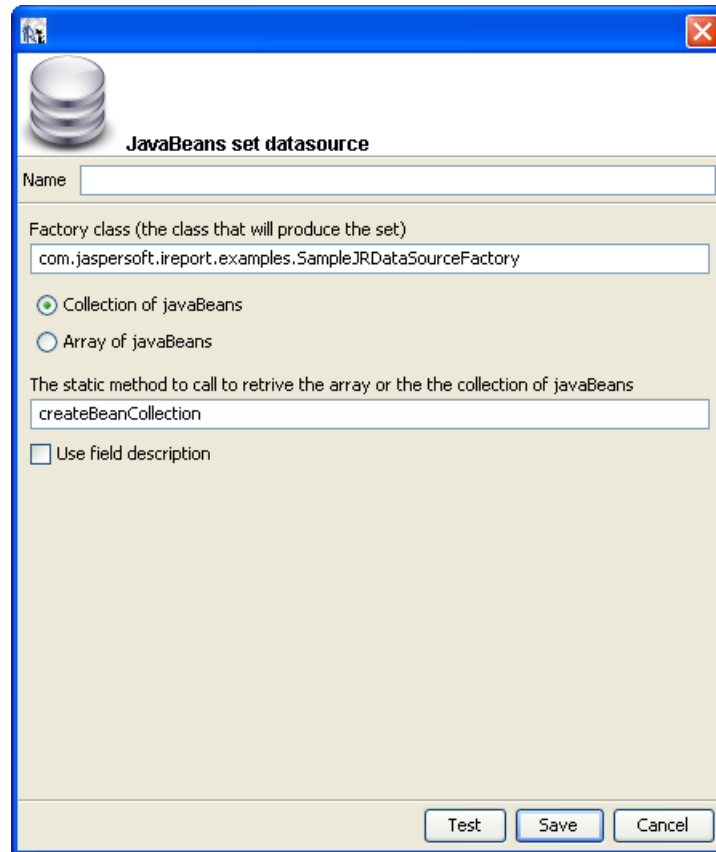 JavaBeans set datasource
Name
Factory class (the class that will produce the set)
com.jaspersoft.ireport.examples.SampleJRDataSourceFactory
Collection of javaBeans
Array of javaBeans
The static method to call to retrive the array or the the collection of javaBeans
createBeanCollection
Use field description
Test Save Cancel